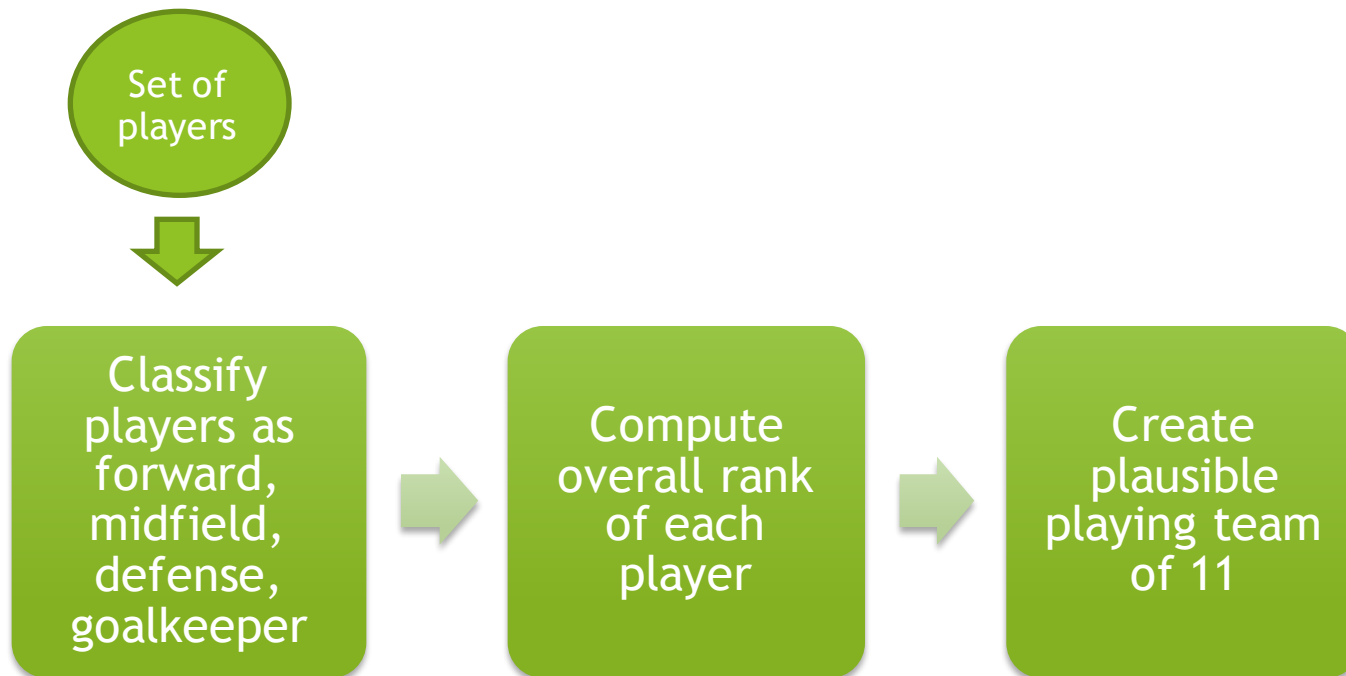 Set of
players
Classify
players as
forward,
midfield,
defense,
goalkeeper
Compute
overall rank
of each
player
Create
plausible
playing team
of 11